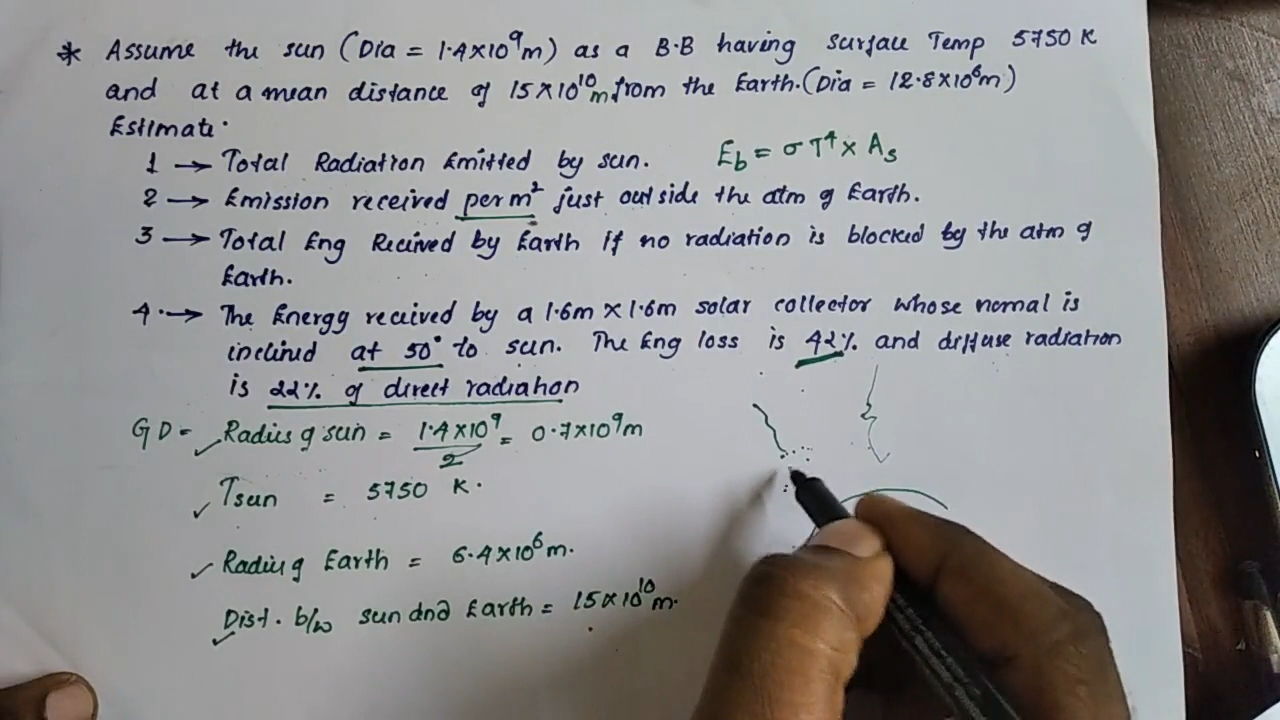 * Assume the sun (Dia = 1.4×10⁹m) as a B.B having surface Temp 5750 K
and at a mean distance of 15×10¹⁰m from the Earth. (Dia = 12.8×10⁶m)
Estimate.
1 → Total Radiation Emitted by sun. E_b = σT⁴ × A_s
2 → Emission received per m² just outside the atm of Earth.
3 → Total Eng Recived by Earth if no radiation is blocked by the atm of
Earth.
4. → The Energy received by a 1.6m × 1.6m solar collector whose normal is
inclined at 50° to sun. The Eng loss is 42% and diffuse radiation
is 22% of direct radiation
GD = Radius of sun = 1.4×10⁹/2 = 0.7×10⁹m
✓ Tsun = 5750 K.
✓ Radius of Earth = 6.4×10⁶m.
✓ Dist. b/w sun and Earth = 15×10¹⁰m.